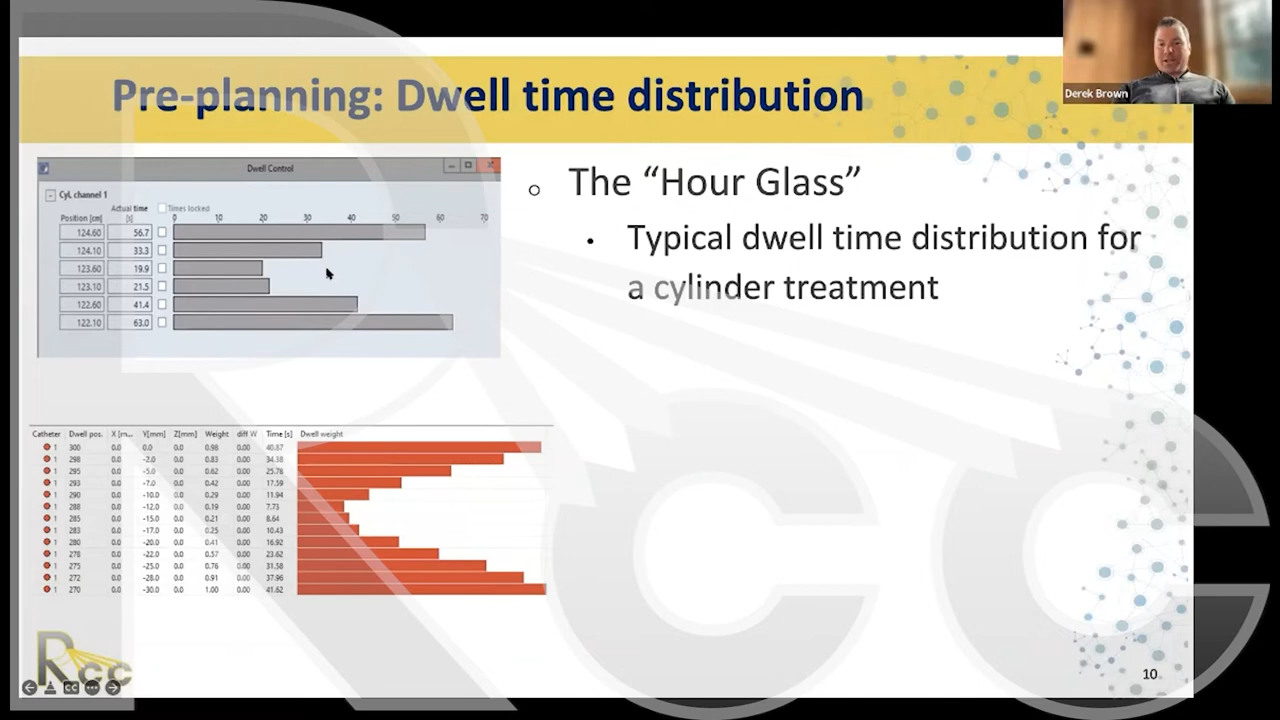 Derek Brown
Pre-planning: Dwell time distribution
Dwell Control
Cyl, channel 1
Actual time Times locked
Position [cm] [s] 0 10 20 30 40 50 60 70
124.60 56.7
124.10 33.3
123.60 19.9
123.10 21.5
122.60 41.4
122.10 63.0
○ The “Hour Glass”
• Typical dwell time distribution for
a cylinder treatment
Catheter Dwell pos. X [m... Y[mm] Z[mm] Weight diff W Time [s] Dwell weight
1 300 0.0 0.0 0.0 0.98 0.00 40.87
1 298 0.0 -2.0 0.0 0.83 0.00 34.38
1 295 0.0 -5.0 0.0 0.62 0.00 25.78
1 293 0.0 -7.0 0.0 0.42 0.00 17.59
1 290 0.0 -10.0 0.0 0.29 0.00 11.94
1 288 0.0 -12.0 0.0 0.19 0.00 7.73
1 285 0.0 -15.0 0.0 0.21 0.00 8.64
1 283 0.0 -17.0 0.0 0.25 0.00 10.43
1 280 0.0 -20.0 0.0 0.41 0.00 16.92
1 278 0.0 -22.0 0.0 0.57 0.00 23.62
1 275 0.0 -25.0 0.0 0.76 0.00 31.58
1 272 0.0 -28.0 0.0 0.91 0.00 37.96
1 270 0.0 -30.0 0.0 1.00 0.00 41.62
Rcc
CC
10
Rcc